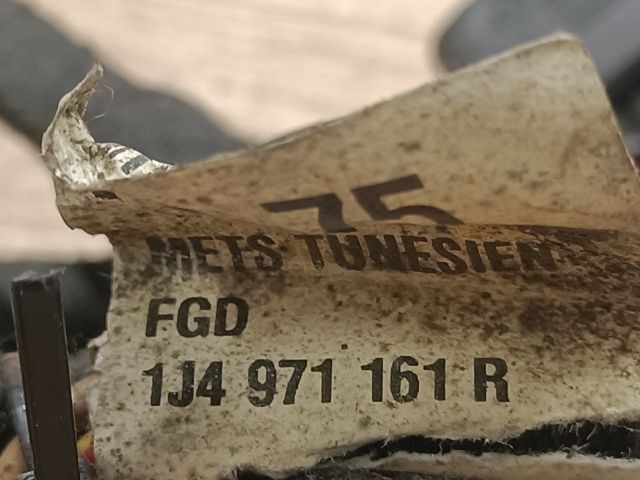 75
METS TUNESIEN
FGD
1J4 971 161 R